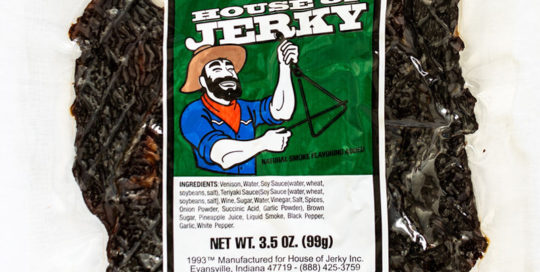 HOUSE OF
JERKY
NATURAL SMOKE FLAVORING ADDED
INGREDIENTS: Venison, Water, Soy Sauce(water, wheat,
soybeans, salt), Teriyaki Sauce(Soy Sauce [water, wheat,
soybeans, salt], Wine, Sugar, Water, Vinegar, Salt, Spices,
Onion Powder, Succinic Acid, Garlic Powder), Brown
Sugar, Pineapple Juice, Liquid Smoke, Black Pepper,
Garlic, White Pepper.
NET WT. 3.5 OZ. (99g)
1993™ Manufactured for House of Jerky Inc.
Evansville, Indiana 47719 - (888) 425-3759